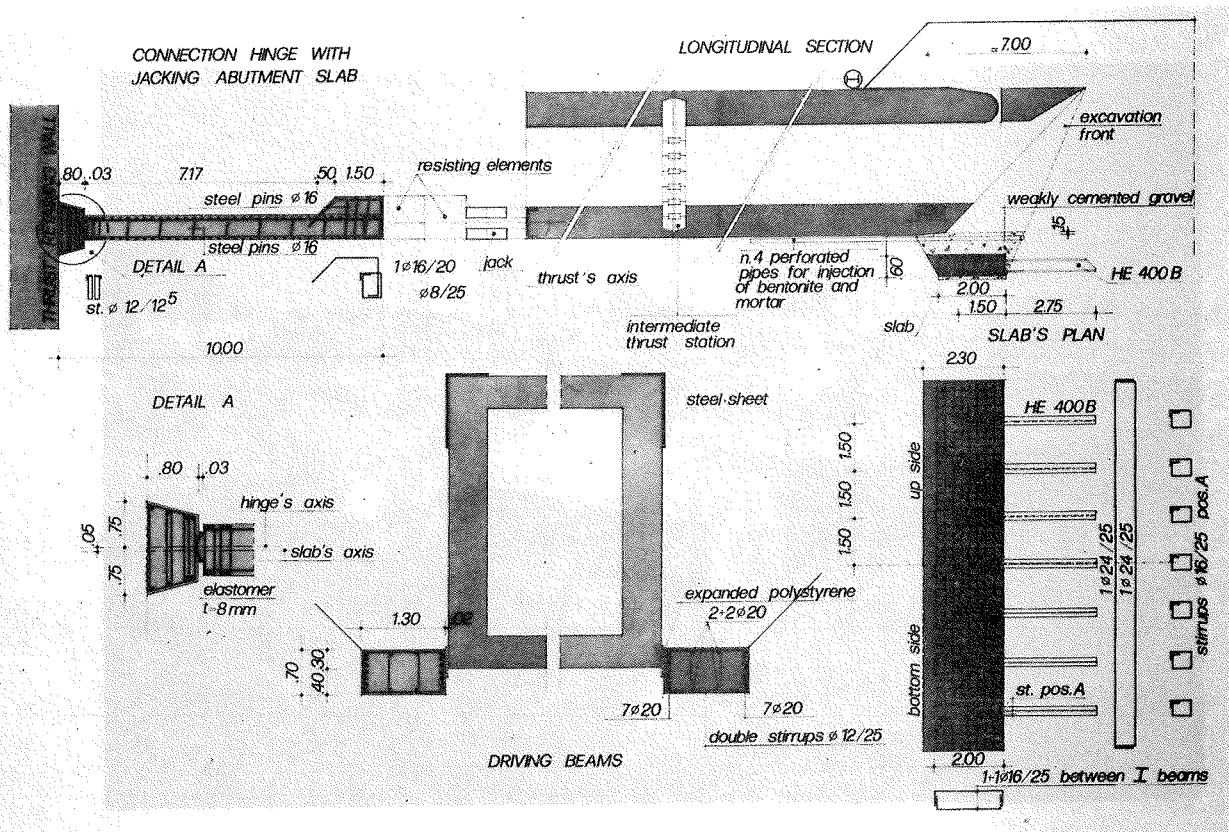 CONNECTION HINGE WITH
JACKING ABUTMENT SLAB
LONGITUDINAL SECTION
≃7.00
excavation
front
.80 .03
7.17
.50 1.50
resisting elements
steel pins ø16
weakly cemented gravel
.15
steel pins ø16
DETAIL A
1ø16/20
jack
thrust's axis
n.4 perforated
pipes for injection
of bentonite and
mortar
.60
HE 400B
st. ø 12/12⁵
ø8/25
2.00
1.50
2.75
intermediate
thrust station
slab
SLAB'S PLAN
10.00
2.30
DETAIL A
steel sheet
HE 400B
.80 .03
1.50
1.50
1.50
up side
hinge's axis
.05
.75
.75
slab's axis
elastomer
t=8mm
1ø24/25
1ø24/25
stirrups ø16/25 pos.A
expanded polystyrene
2+2ø20
1.30
.02
.70
.40 .30
bottom side
st. pos.A
7ø20
7ø20
double stirrups ø 12/25
DRIVING BEAMS
2.00
1+1ø16/25 between I beams